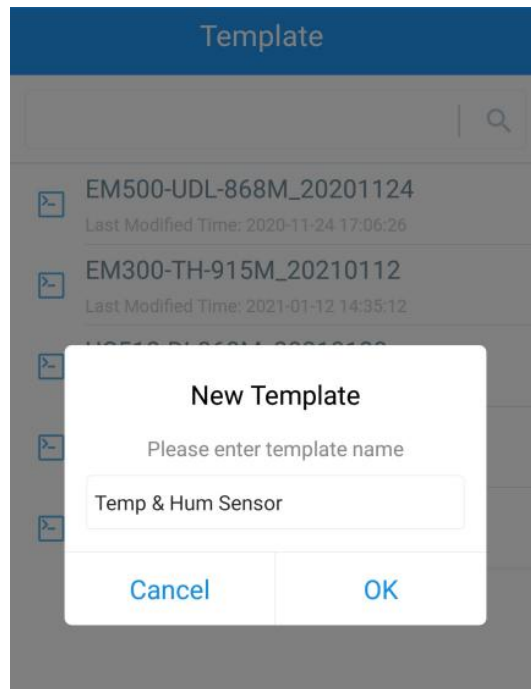 Template
EM500-UDL-868M_20201124
Last Modified Time: 2020-11-24 17:06:26
EM300-TH-915M_20210112
Last Modified Time: 2021-01-12 14:35:12
New Template
Please enter template name
Temp & Hum Sensor
Cancel OK